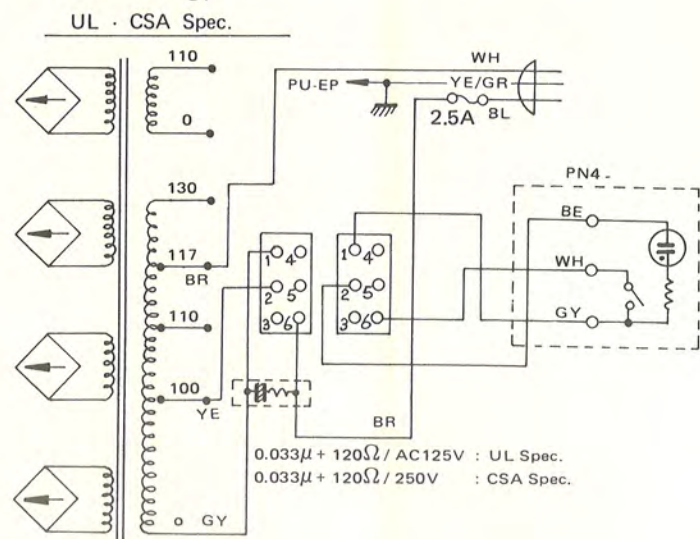 UL · CSA Spec.
110
0
130
117
BR
110
100
YE
o GY
WH
PU-EP
YE/GR
2.5A
BL
1 4
2 5
3 6
1 4
2 5
3 6
BR
PN4-
BE
WH
GY
0.033μ + 120Ω / AC125V : UL Spec.
0.033μ + 120Ω / 250V : CSA Spec.